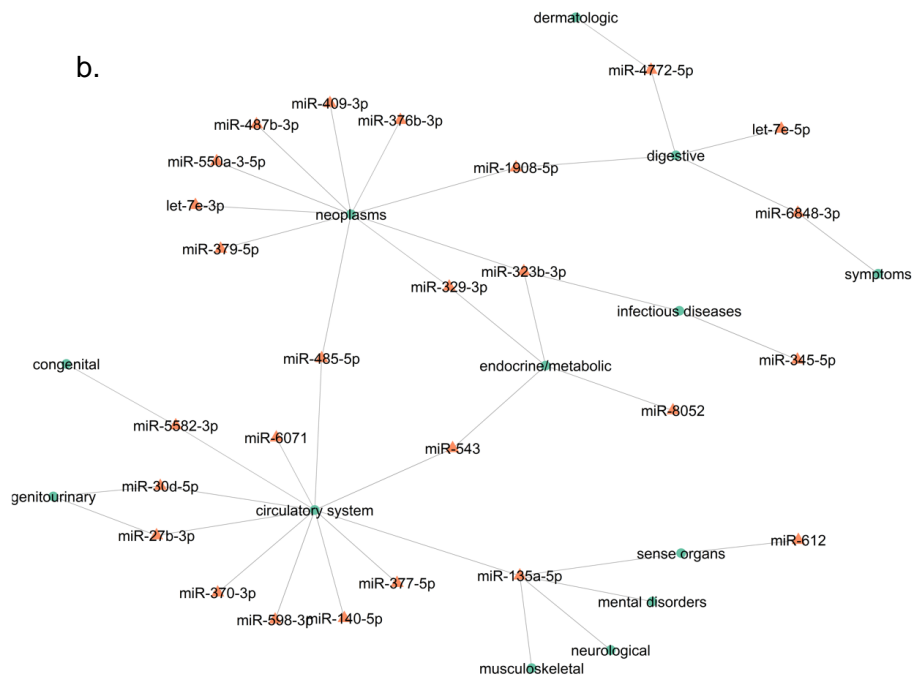 dermatologic
b.
miR-4772-5p
miR-409-3p
miR-376b-3p
miR-487b-3p
let-7e-5p
miR-550a-3-5p
digestive
miR-1908-5p
let-7e-3p
neoplasms
miR-6848-3p
miR-379-5p
miR-323b-3p
symptoms
miR-329-3p
infectious diseases
miR-485-5p
miR-345-5p
congenital
endocrine/metabolic
miR-8052
miR-5582-3p
miR-6071
miR-543
miR-30d-5p
genitourinary
circulatory system
miR-27b-3p
miR-612
sense organs
miR-135a-5p
miR-377-5p
miR-370-3p
mental disorders
miR-598-3p
miR-140-5p
neurological
musculoskeletal